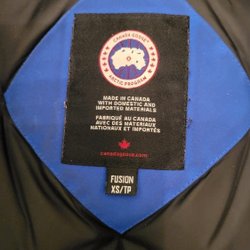 CANADA GOOSE
ARCTIC PROGRAM
MADE IN CANADA
WITH DOMESTIC AND
IMPORTED MATERIALS
FABRIQUÉ AU CANADA
AVEC DES MATERIAUX
NATIONAUX ET IMPORTÉS
canadagoose.com
FUSION
XS/TP